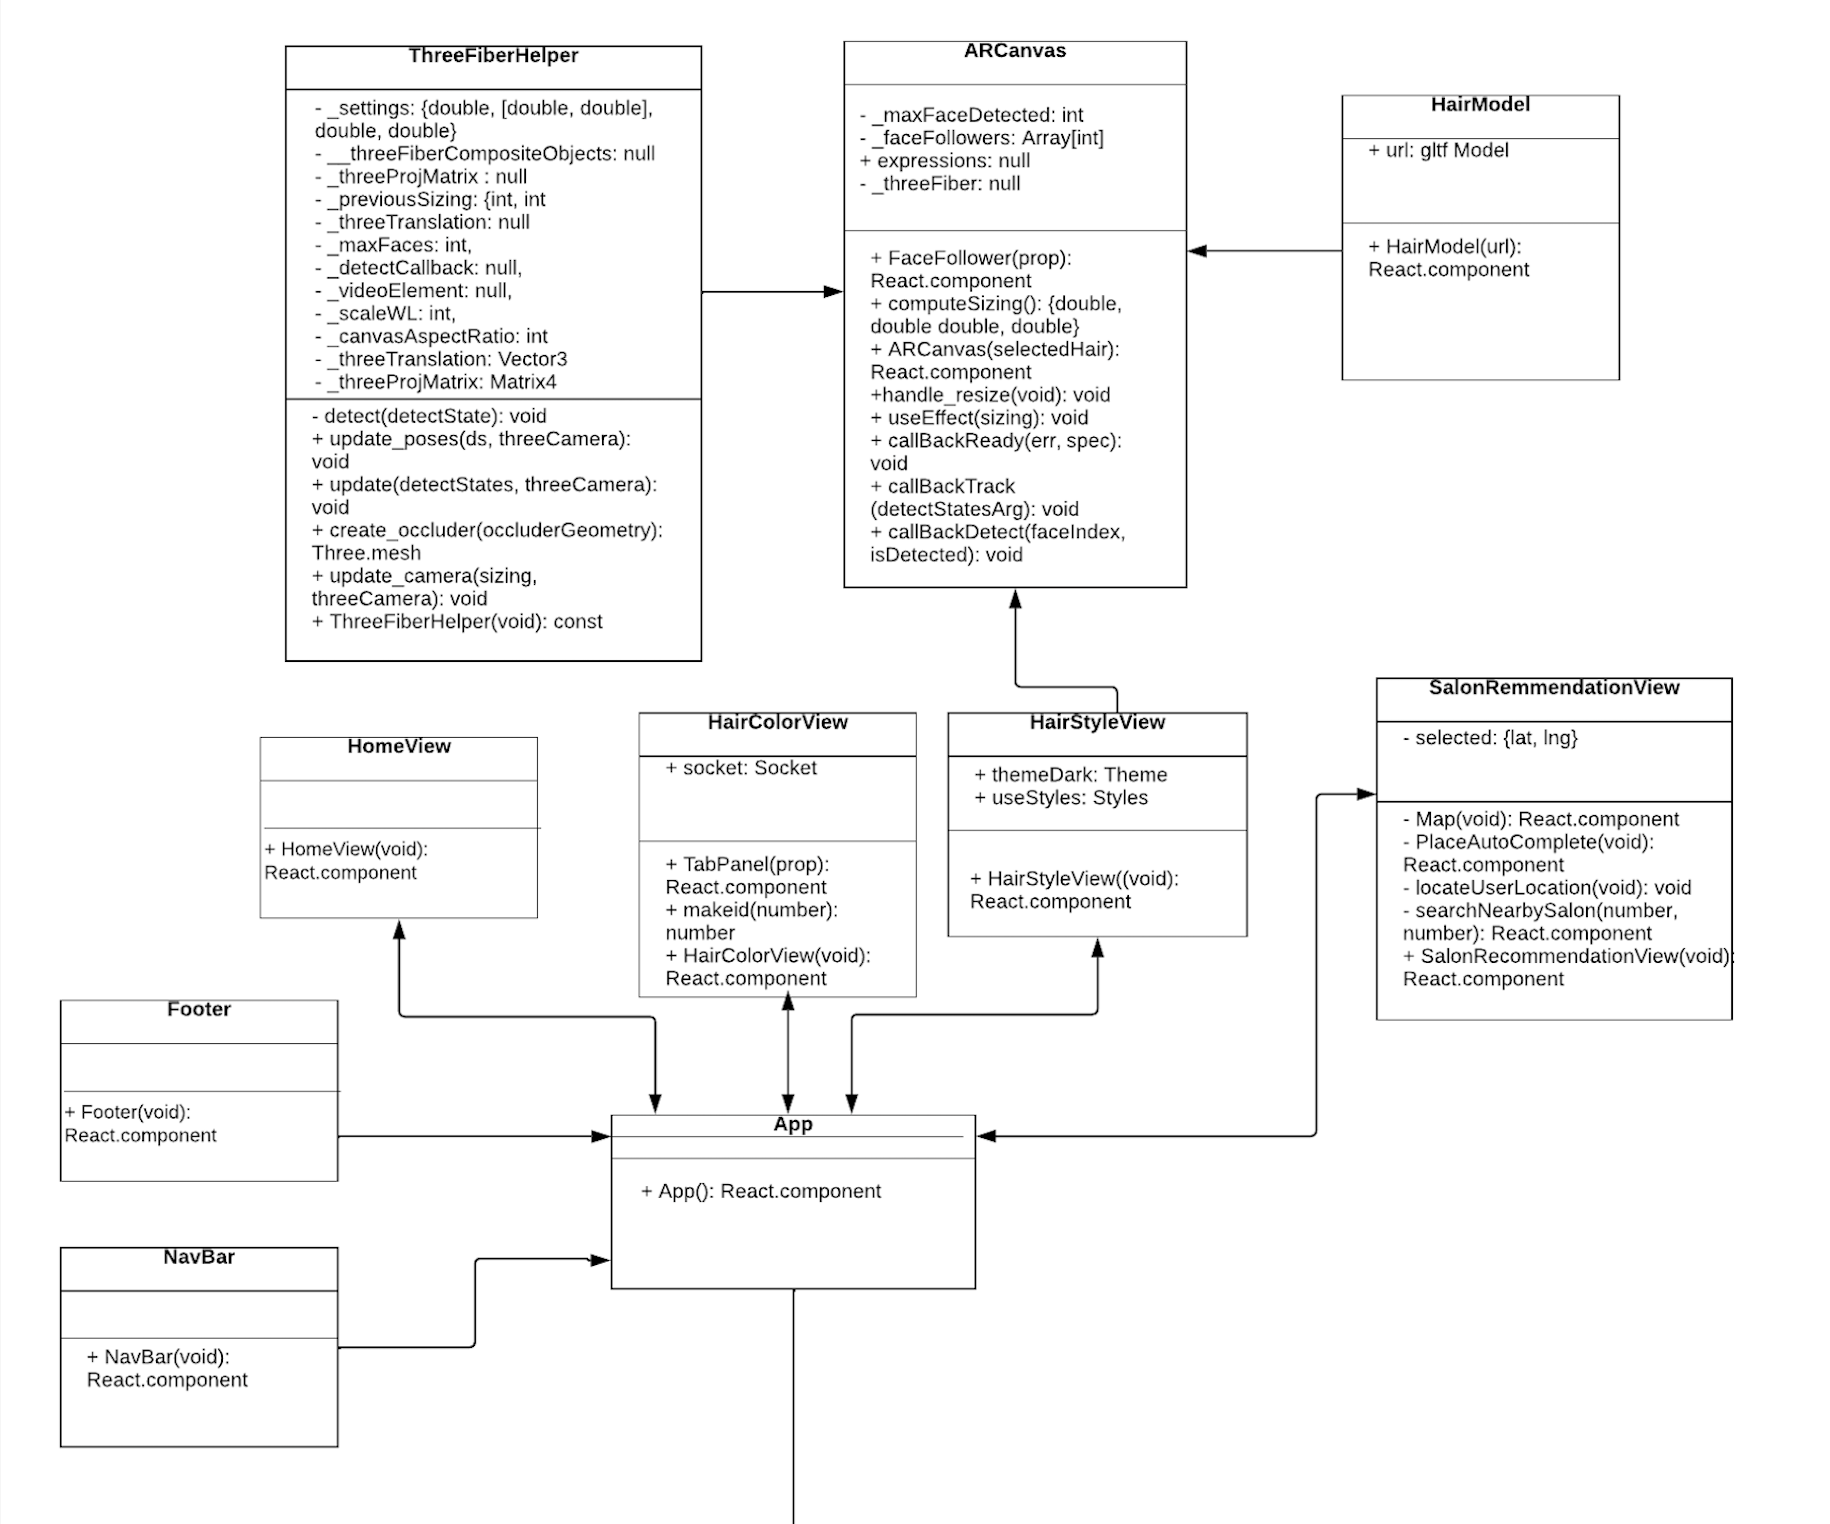 ThreeFiberHelper
- _settings: {double, [double, double],
double, double}
- __threeFiberCompositeObjects: null
- _threeProjMatrix : null
- _previousSizing: {int, int
- _threeTranslation: null
- _maxFaces: int,
- _detectCallback: null,
- _videoElement: null,
- _scaleWL: int,
- _canvasAspectRatio: int
- _threeTranslation: Vector3
- _threeProjMatrix: Matrix4
- detect(detectState): void
+ update_poses(ds, threeCamera):
void
+ update(detectStates, threeCamera):
void
+ create_occluder(occluderGeometry):
Three.mesh
+ update_camera(sizing,
threeCamera): void
+ ThreeFiberHelper(void): const
ARCanvas
- _maxFaceDetected: int
- _faceFollowers: Array[int]
+ expressions: null
- _threeFiber: null
+ FaceFollower(prop):
React.component
+ computeSizing(): {double,
double double, double}
+ ARCanvas(selectedHair):
React.component
+handle_resize(void): void
+ useEffect(sizing): void
+ callBackReady(err, spec):
void
+ callBackTrack
(detectStatesArg): void
+ callBackDetect(faceIndex,
isDetected): void
HairModel
+ url: gltf Model
+ HairModel(url):
React.component
HomeView
+ HomeView(void):
React.component
HairColorView
+ socket: Socket
+ TabPanel(prop):
React.component
+ makeid(number):
number
+ HairColorView(void):
React.component
HairStyleView
+ themeDark: Theme
+ useStyles: Styles
+ HairStyleView((void):
React.component
SalonRemmendationView
- selected: {lat, lng}
- Map(void): React.component
- PlaceAutoComplete(void):
React.component
- locateUserLocation(void): void
- searchNearbySalon(number,
number): React.component
+ SalonRecommendationView(void):
React.component
Footer
+ Footer(void):
React.component
App
+ App(): React.component
NavBar
+ NavBar(void):
React.component